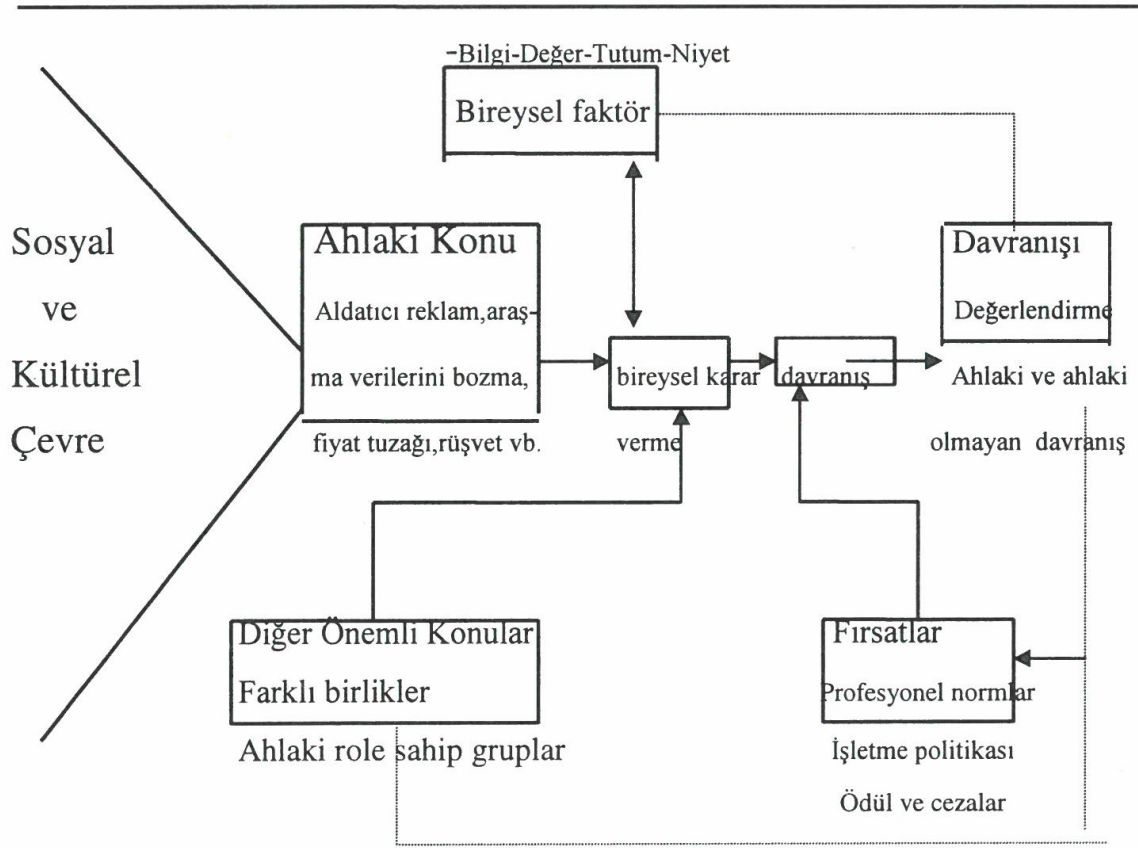 -Bilgi-Değer-Tutum-Niyet
Bireysel faktör
Sosyal
ve
Kültürel
Çevre
Ahlaki Konu
Aldatıcı reklam,araş-
ma verilerini bozma,
fiyat tuzağı,rüşvet vb.
bireysel karar
verme
davranış
Davranışı
Değerlendirme
Ahlaki ve ahlaki
olmayan davranış
Diğer Önemli Konular
Farklı birlikler
Ahlaki role sahip gruplar
Fırsatlar
Profesyonel normlar
İşletme politikası
Ödül ve cezalar